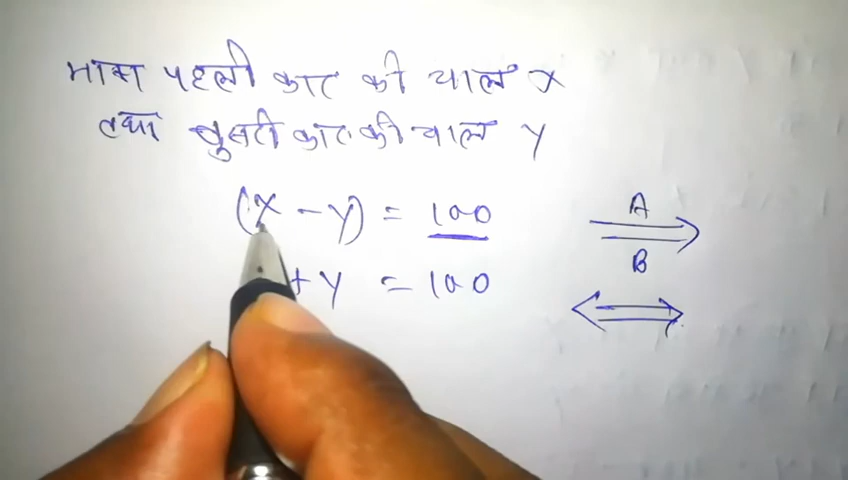 माना पहली कार की चाल x
तथा दुसरी कार की चाल y
(x - y) = 100
A
B
+ y = 100